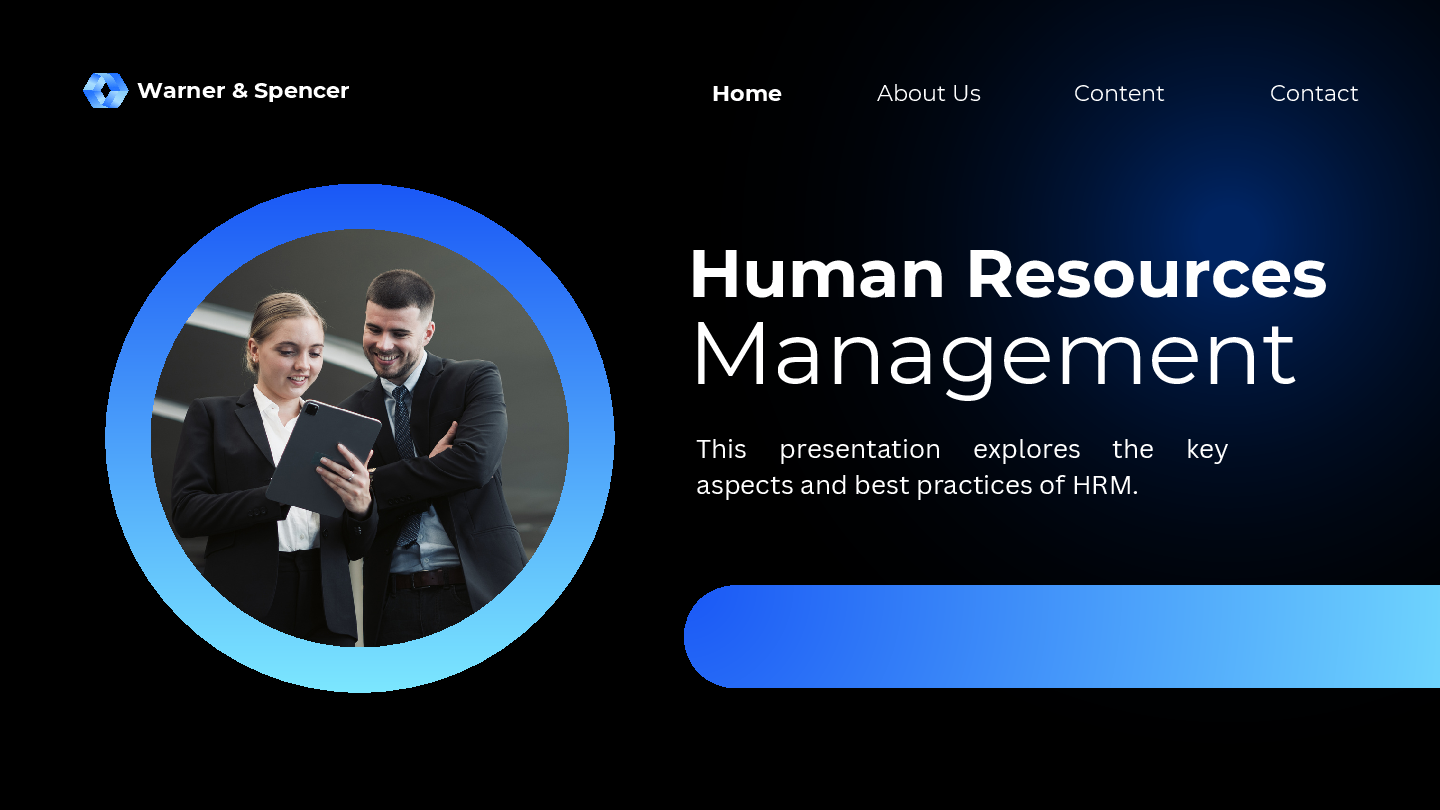 Warner & Spencer
Home About Us Content Contact
Human Resources
Management
This presentation explores the key
aspects and best practices of HRM.